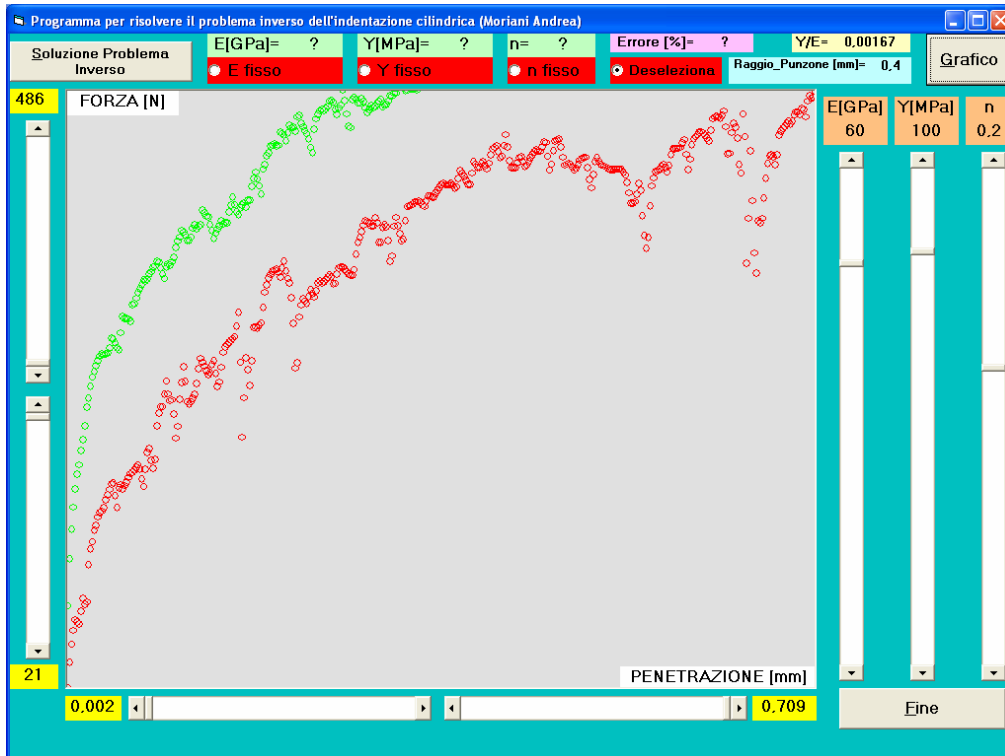 Programma per risolvere il problema inverso dell'indentazione cilindrica (Moriani Andrea)
Soluzione Problema
Inverso
E[GPa]= ?
Y[MPa]= ?
n= ?
Errore [%]= ?
Y/E= 0,00167
E fisso
Y fisso
n fisso
Deseleziona
Raggio_Punzone [mm]= 0,4
Grafico
486
FORZA [N]
E[GPa]
60
Y[MPa]
100
n
0.2
21
PENETRAZIONE [mm]
0,002
0,709
Fine